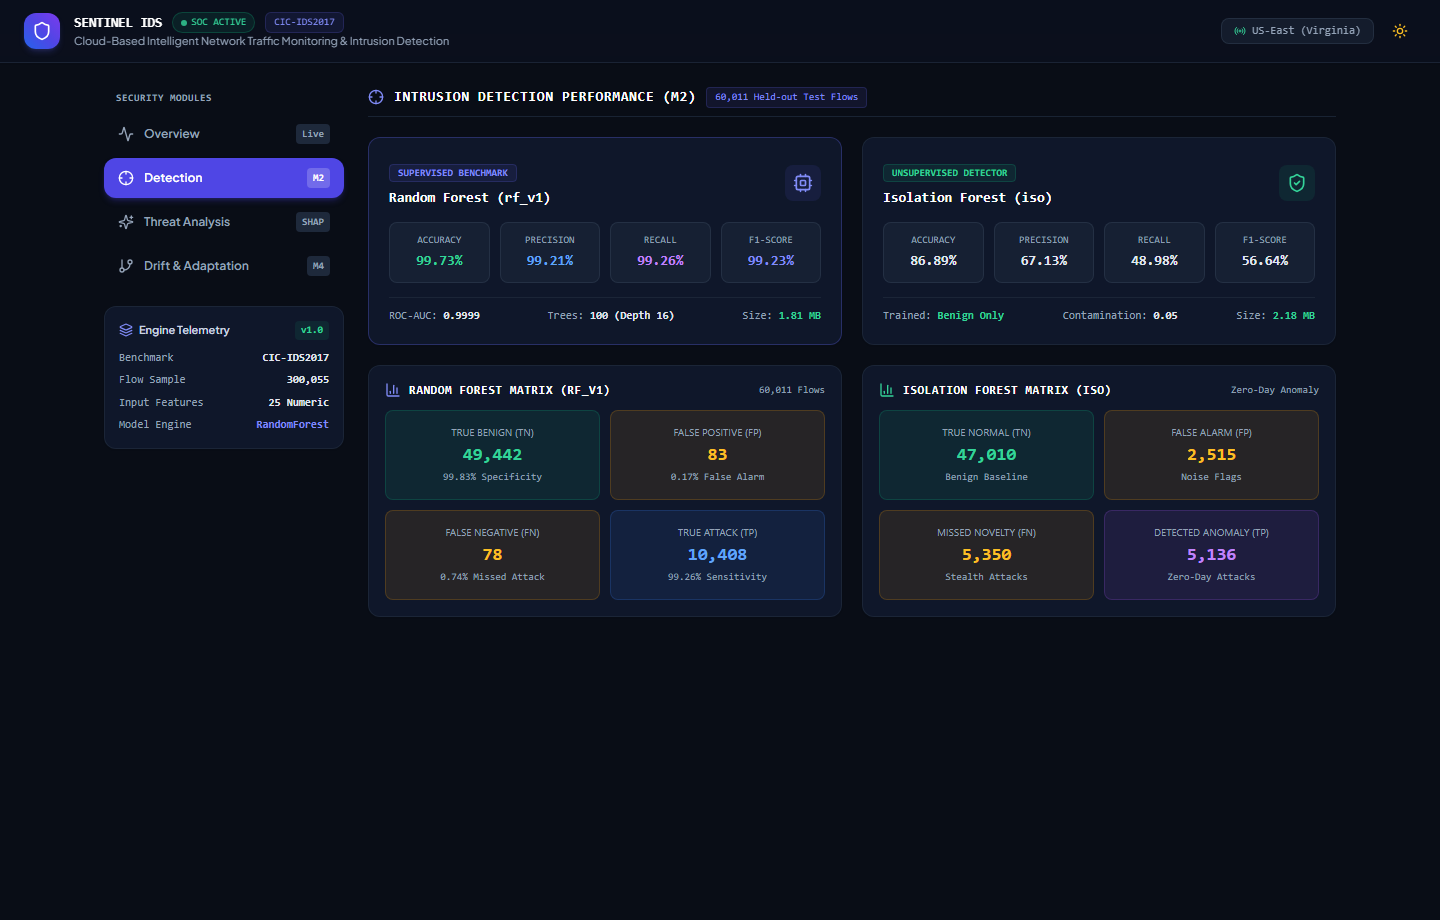 SENTINEL IDS
SOC ACTIVE
CIC-IDS2017
Cloud-Based Intelligent Network Traffic Monitoring & Intrusion Detection
US-East (Virginia)
SECURITY MODULES
Overview
Live
Detection
M2
Threat Analysis
SHAP
Drift & Adaptation
M4
Engine Telemetry
v1.0
Benchmark
CIC-IDS2017
Flow Sample
300,055
Input Features
25 Numeric
Model Engine
RandomForest
INTRUSION DETECTION PERFORMANCE (M2)
60,011 Held-out Test Flows
SUPERVISED BENCHMARK
Random Forest (rf_v1)
ACCURACY
99.73%
PRECISION
99.21%
RECALL
99.26%
F1-SCORE
99.23%
ROC-AUC: 0.9999
Trees: 100 (Depth 16)
Size: 1.81 MB
UNSUPERVISED DETECTOR
Isolation Forest (iso)
ACCURACY
86.89%
PRECISION
67.13%
RECALL
48.98%
F1-SCORE
56.64%
Trained: Benign Only
Contamination: 0.05
Size: 2.18 MB
RANDOM FOREST MATRIX (RF_V1)
60,011 Flows
TRUE BENIGN (TN)
49,442
99.83% Specificity
FALSE POSITIVE (FP)
83
0.17% False Alarm
FALSE NEGATIVE (FN)
78
0.74% Missed Attack
TRUE ATTACK (TP)
10,408
99.26% Sensitivity
ISOLATION FOREST MATRIX (ISO)
Zero-Day Anomaly
TRUE NORMAL (TN)
47,010
Benign Baseline
FALSE ALARM (FP)
2,515
Noise Flags
MISSED NOVELTY (FN)
5,350
Stealth Attacks
DETECTED ANOMALY (TP)
5,136
Zero-Day Attacks